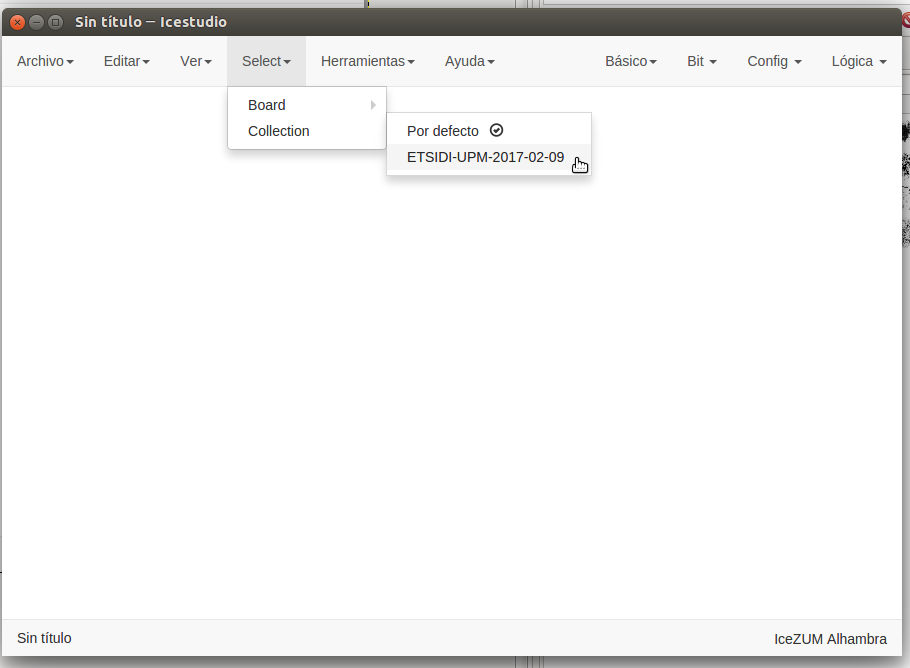 Sin título – Icestudio
Archivo Editar Ver Select Herramientas Ayuda Básico Bit Config Lógica
Board
Collection
Por defecto
ETSIDI-UPM-2017-02-09
Sin título IceZUM Alhambra